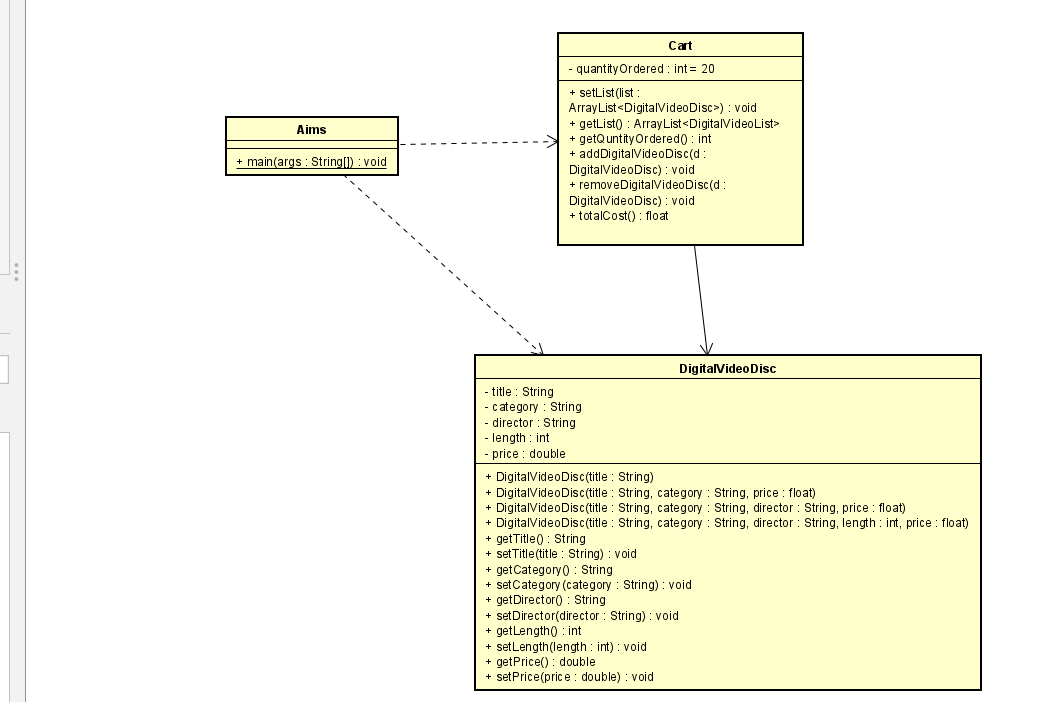 Cart
- quantityOrdered : int = 20
+ setList(list :
ArrayList<DigitalVideoDisc>) : void
+ getList() : ArrayList<DigitalVideoList>
+ getQuntityOrdered() : int
+ addDigitalVideoDisc(d :
DigitalVideoDisc) : void
+ removeDigitalVideoDisc(d :
DigitalVideoDisc) : void
+ totalCost() : float
Aims
+ main(args : String[]) : void
DigitalVideoDisc
- title : String
- category : String
- director : String
- length : int
- price : double
+ DigitalVideoDisc(title : String)
+ DigitalVideoDisc(title : String, category : String, price : float)
+ DigitalVideoDisc(title : String, category : String, director : String, price : float)
+ DigitalVideoDisc(title : String, category : String, director : String, length : int, price : float)
+ getTitle() : String
+ setTitle(title : String) : void
+ getCategory() : String
+ setCategory(category : String) : void
+ getDirector() : String
+ setDirector(director : String) : void
+ getLength() : int
+ setLength(length : int) : void
+ getPrice() : double
+ setPrice(price : double) : void